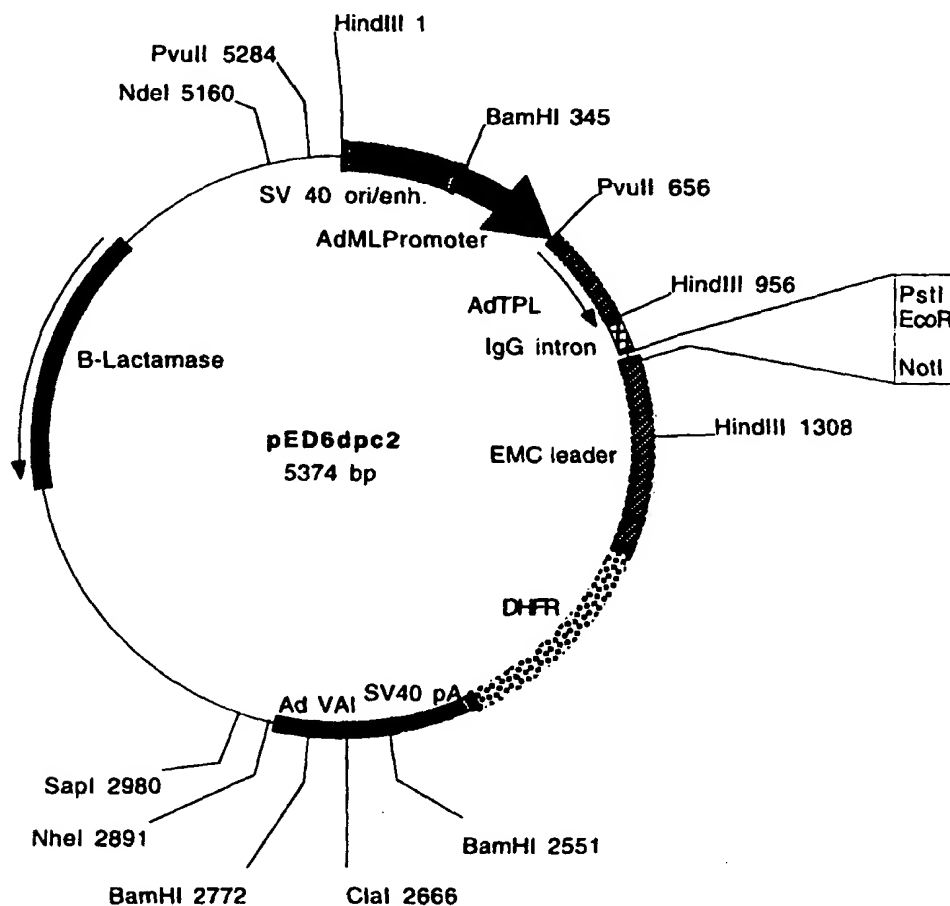 HindIII 1
PvuII 5284
NdeI 5160
BamHI 345
SV 40 ori/enh.
PvuII 656
AdMLPromoter
HindIII 956
AdTPL
PstI
EcoR
IgG intron
NotI
B-Lactamase
pED6dpc2
5374 bp
EMC leader
HindIII 1308
DHFR
Ad VAI
SV40 pA
SapI 2980
NheI 2891
BamHI 2772
ClaI 2666
BamHI 2551